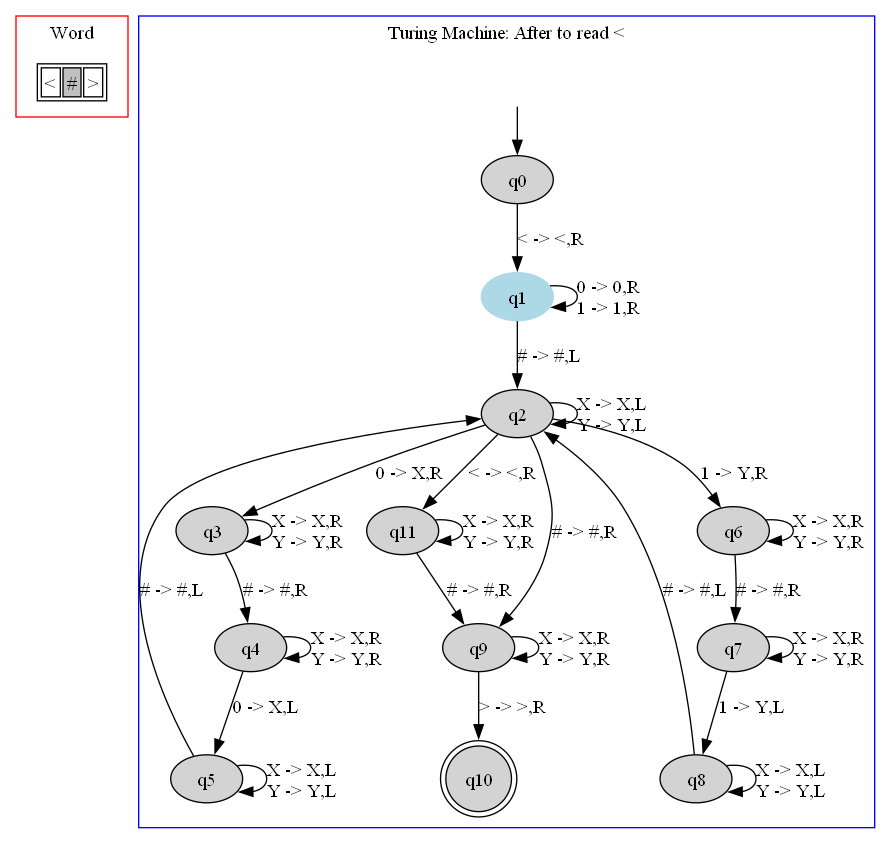 Word
Turing Machine: After to read <
< # >
q0
< -> <,R
q1
0 -> 0,R
1 -> 1,R
# -> #,L
q2
X -> X,L
Y -> Y,L
0 -> X,R
< -> <,R
1 -> Y,R
q3
X -> X,R
Y -> Y,R
q11
X -> X,R
Y -> Y,R
# -> #,R
q6
X -> X,R
Y -> Y,R
# -> #,L
# -> #,R
# -> #,R
# -> #,L
# -> #,R
q4
X -> X,R
Y -> Y,R
q9
X -> X,R
Y -> Y,R
q7
X -> X,R
Y -> Y,R
0 -> X,L
> -> >,R
1 -> Y,L
q5
X -> X,L
Y -> Y,L
q10
q8
X -> X,L
Y -> Y,L